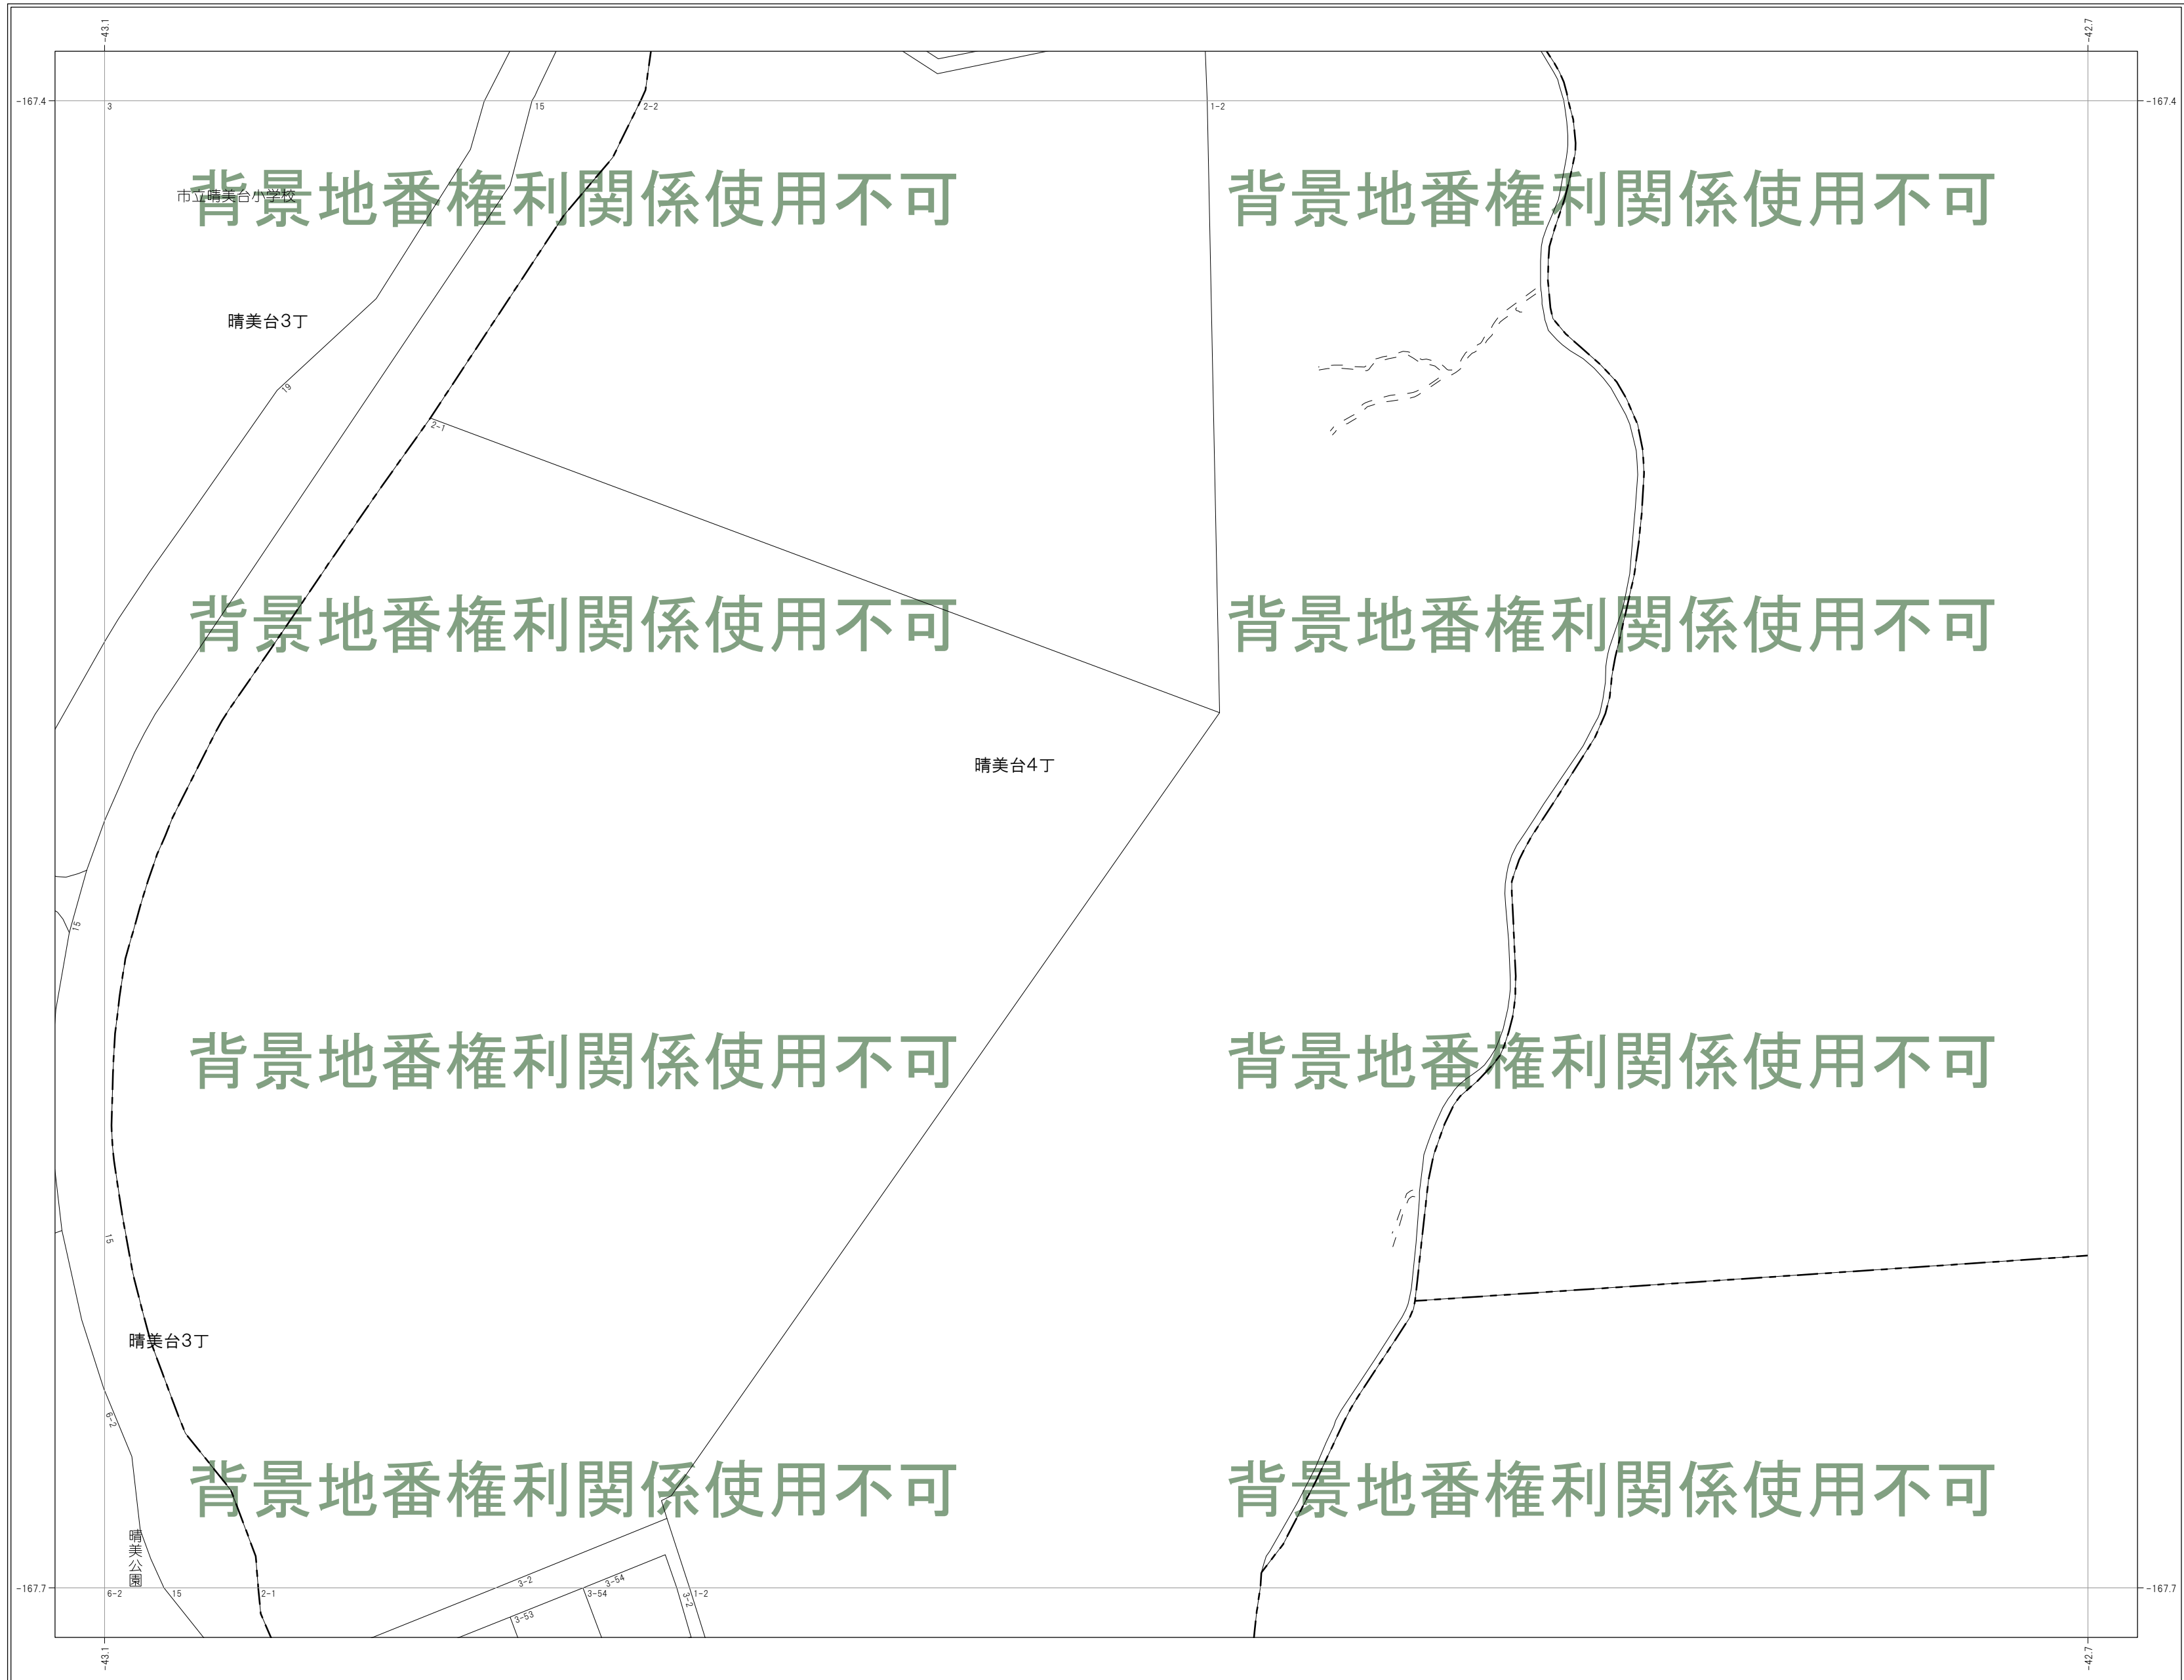 -43.1
-42.7
-167.4
3
15
2-2
1-2
-167.4
背景地番権利関係使用不可
背景地番権利関係使用不可
市立晴美台小学校
晴美台3丁
19
2-1
背景地番権利関係使用不可
背景地番権利関係使用不可
晴美台4丁
15
背景地番権利関係使用不可
背景地番権利関係使用不可
15
晴美台3丁
6-2
背景地番権利関係使用不可
背景地番権利関係使用不可
晴美公園
-167.7
6-2
15
2-1
3-2
3-54
3-54
3-2
1-2
3-53
-167.7
-43.1
-42.7